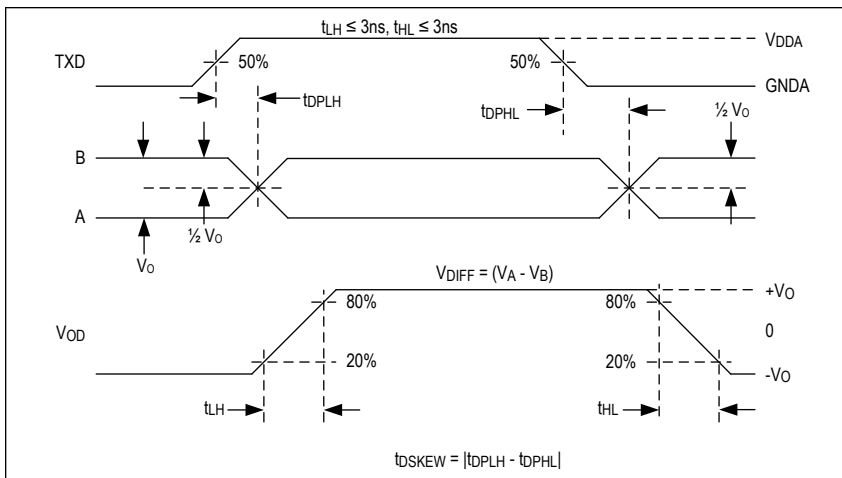 tLH ≤ 3ns, tHL ≤ 3ns
VDDA
TXD
50%
50%
GNDA
tDPLH
tDPHL
½ VO
B
A
VO
½ VO
VDIFF = (VA - VB)
+VO
80%
80%
VOD
0
20%
20%
-VO
tLH
tHL
tDSKEW = |tDPLH - tDPHL|